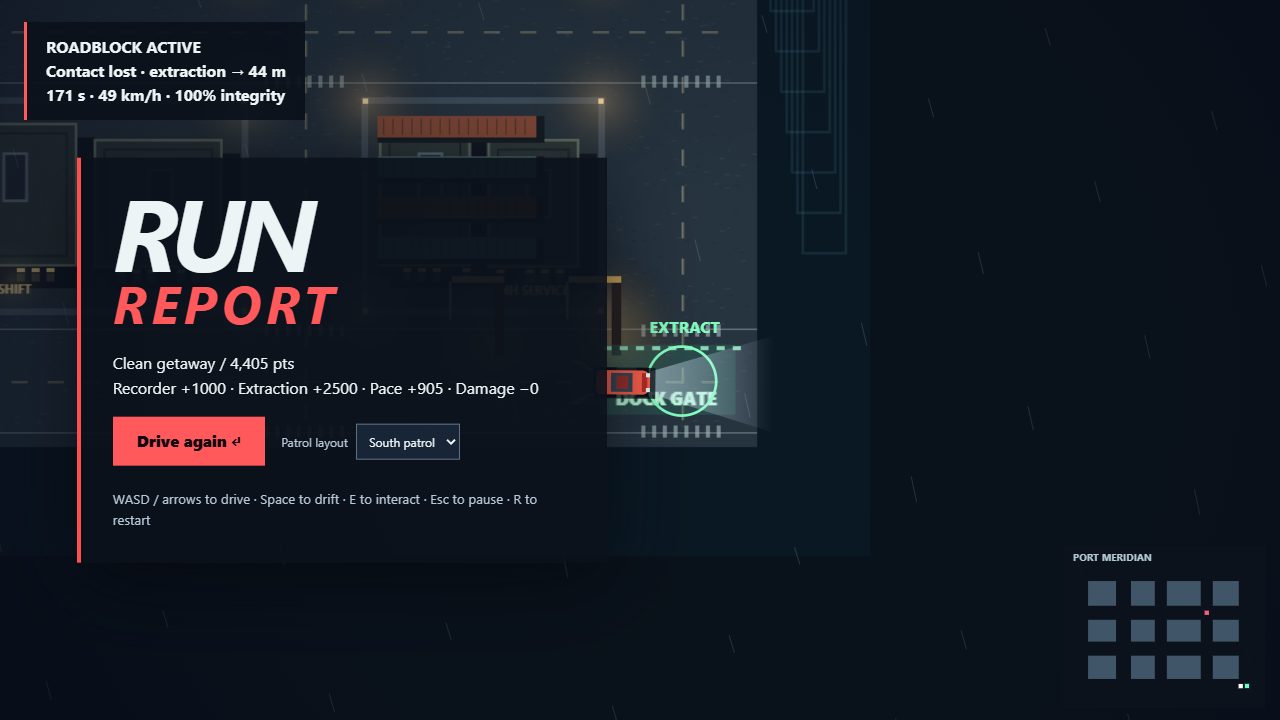 ROADBLOCK ACTIVE
Contact lost · extraction → 44 m
171 s · 49 km/h · 100% integrity
RUN
REPORT
Clean getaway / 4,405 pts
Recorder +1000 · Extraction +2500 · Pace +905 · Damage −0
Drive again ↲
Patrol layout
South patrol
WASD / arrows to drive · Space to drift · E to interact · Esc to pause · R to
restart
SHIFT
EXTRACT
DOCK GATE
PORT MERIDIAN